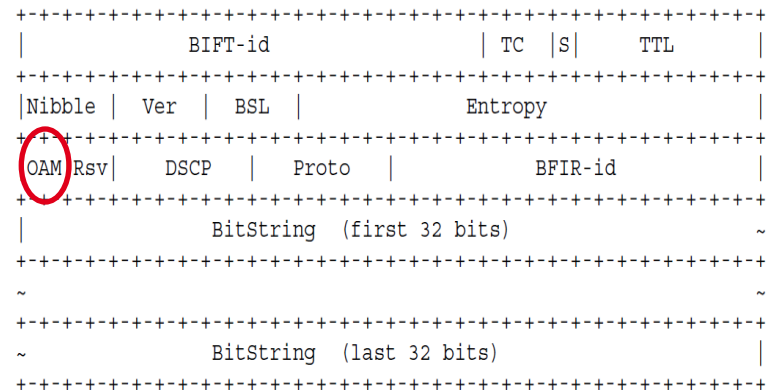 +-+-+-+-+-+-+-+-+-+-+-+-+-+-+-+-+-+-+-+-+-+-+-+-+-+-+-+-+-+-+-+-+
| BIFT-id | TC |S| TTL |
+-+-+-+-+-+-+-+-+-+-+-+-+-+-+-+-+-+-+-+-+-+-+-+-+-+-+-+-+-+-+-+-+
|Nibble | Ver | BSL | Entropy |
+-+-+-+-+-+-+-+-+-+-+-+-+-+-+-+-+-+-+-+-+-+-+-+-+-+-+-+-+-+-+-+-+
|OAM|Rsv| DSCP | Proto | BFIR-id |
+-+-+-+-+-+-+-+-+-+-+-+-+-+-+-+-+-+-+-+-+-+-+-+-+-+-+-+-+-+-+-+-+
| BitString (first 32 bits) ~
+-+-+-+-+-+-+-+-+-+-+-+-+-+-+-+-+-+-+-+-+-+-+-+-+-+-+-+-+-+-+-+-+
~ ~
+-+-+-+-+-+-+-+-+-+-+-+-+-+-+-+-+-+-+-+-+-+-+-+-+-+-+-+-+-+-+-+-+
~ BitString (last 32 bits) |
+-+-+-+-+-+-+-+-+-+-+-+-+-+-+-+-+-+-+-+-+-+-+-+-+-+-+-+-+-+-+-+-+